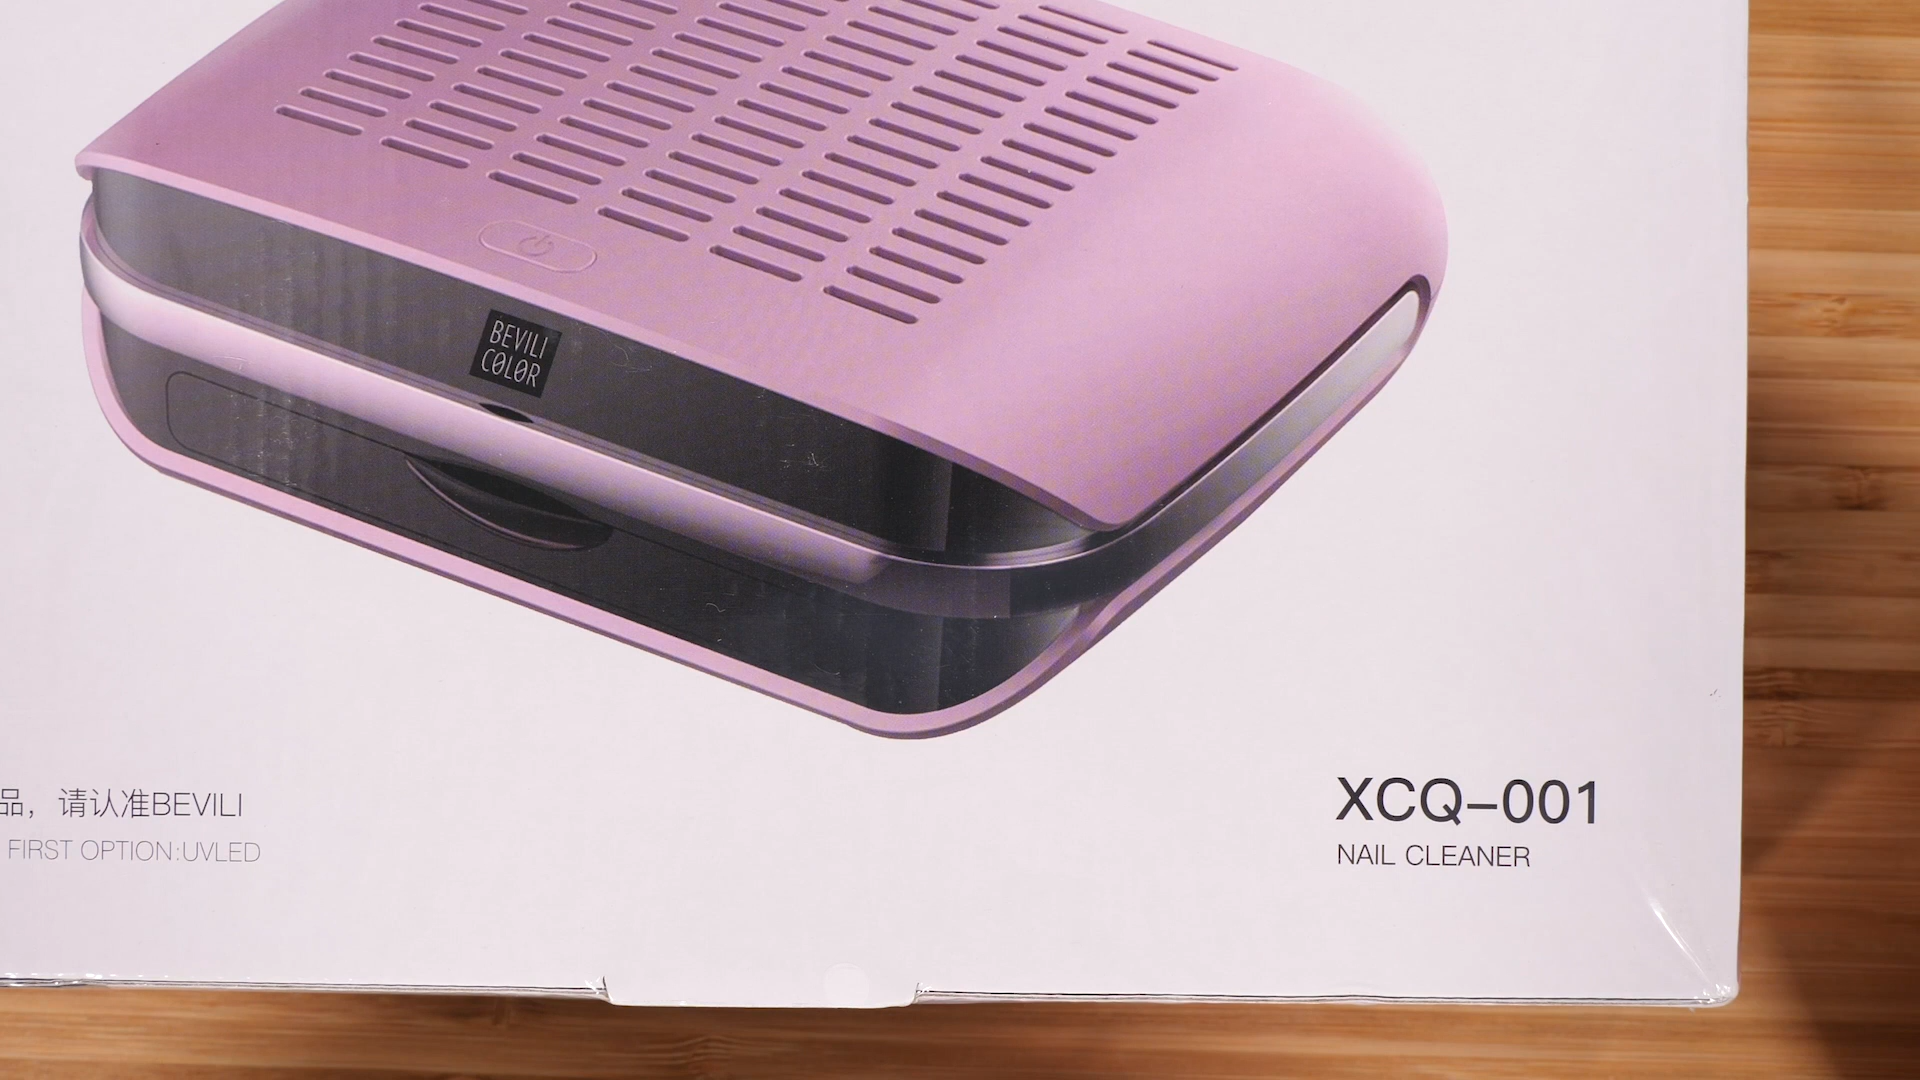 BEVILI
COLOR
品，请认准BEVILI
FIRST OPTION:UVLED
XCQ-001
NAIL CLEANER